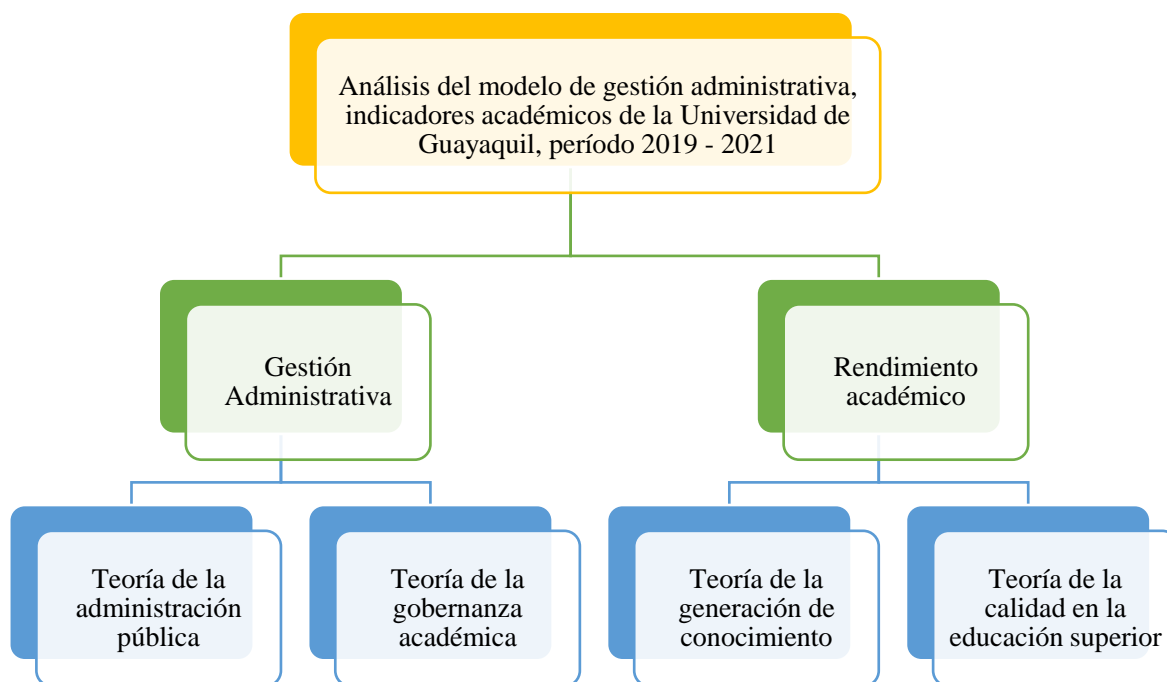 Análisis del modelo de gestión administrativa,
indicadores académicos de la Universidad de
Guayaquil, período 2019 - 2021
Gestión
Administrativa
Rendimiento
académico
Teoría de la
administración
pública
Teoría de la
gobernanza
académica
Teoría de la
generación de
conocimiento
Teoría de la
calidad en la
educación superior